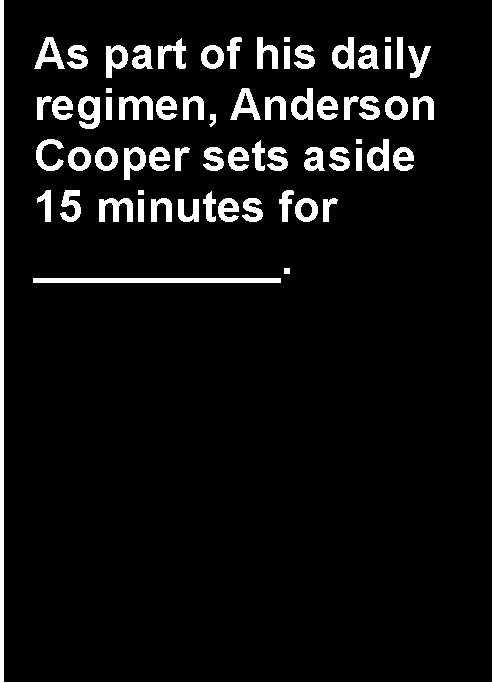 As part of his daily
regimen, Anderson
Cooper sets aside
15 minutes for
__________.